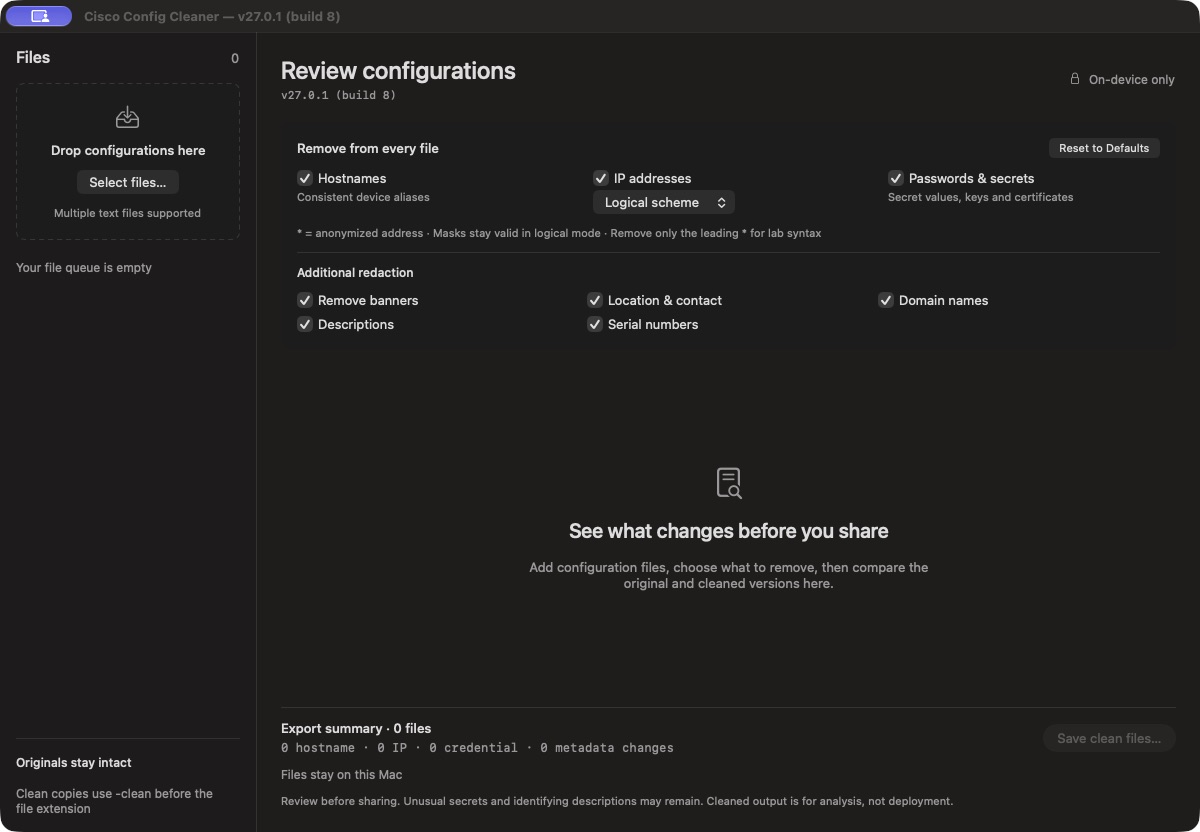 Cisco Config Cleaner — v27.0.1 (build 8)
Files
0
Drop configurations here
Select files...
Multiple text files supported
Your file queue is empty
Originals stay intact
Clean copies use -clean before the
file extension
Review configurations
v27.0.1 (build 8)
On-device only
Remove from every file
Reset to Defaults
Hostnames
Consistent device aliases
IP addresses
Logical scheme
Passwords & secrets
Secret values, keys and certificates
* = anonymized address · Masks stay valid in logical mode · Remove only the leading * for lab syntax
Additional redaction
Remove banners
Location & contact
Domain names
Descriptions
Serial numbers
See what changes before you share
Add configuration files, choose what to remove, then compare the
original and cleaned versions here.
Export summary · 0 files
0 hostname · 0 IP · 0 credential · 0 metadata changes
Save clean files...
Files stay on this Mac
Review before sharing. Unusual secrets and identifying descriptions may remain. Cleaned output is for analysis, not deployment.